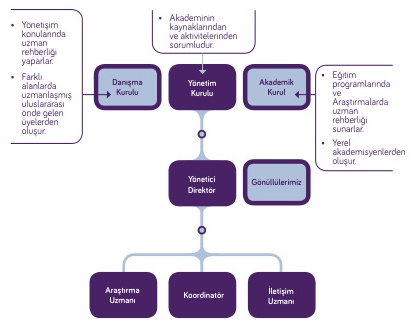 • Yönetişim
konularında
uzman
rehberliği
yaparlar.
• Farklı
alanlarda
uzmanlaşmış
uluslararası
önde gelen
üyelerden
oluşur.
• Akademinin
kaynaklarından
ve aktivitelerinden
sorumludur.
Danışma
Kurulu
Yönetim
Kurulu
Akademik
Kurul
• Eğitim
programlarında
ve
Araştırmalarda
uzman
rehberliği
sunarlar.
• Yerel
akademisyenlerden
oluşur.
Yönetici
Direktör
Gönüllülerimiz
Araştırma
Uzmanı
Koordinatör
İletişim
Uzmanı